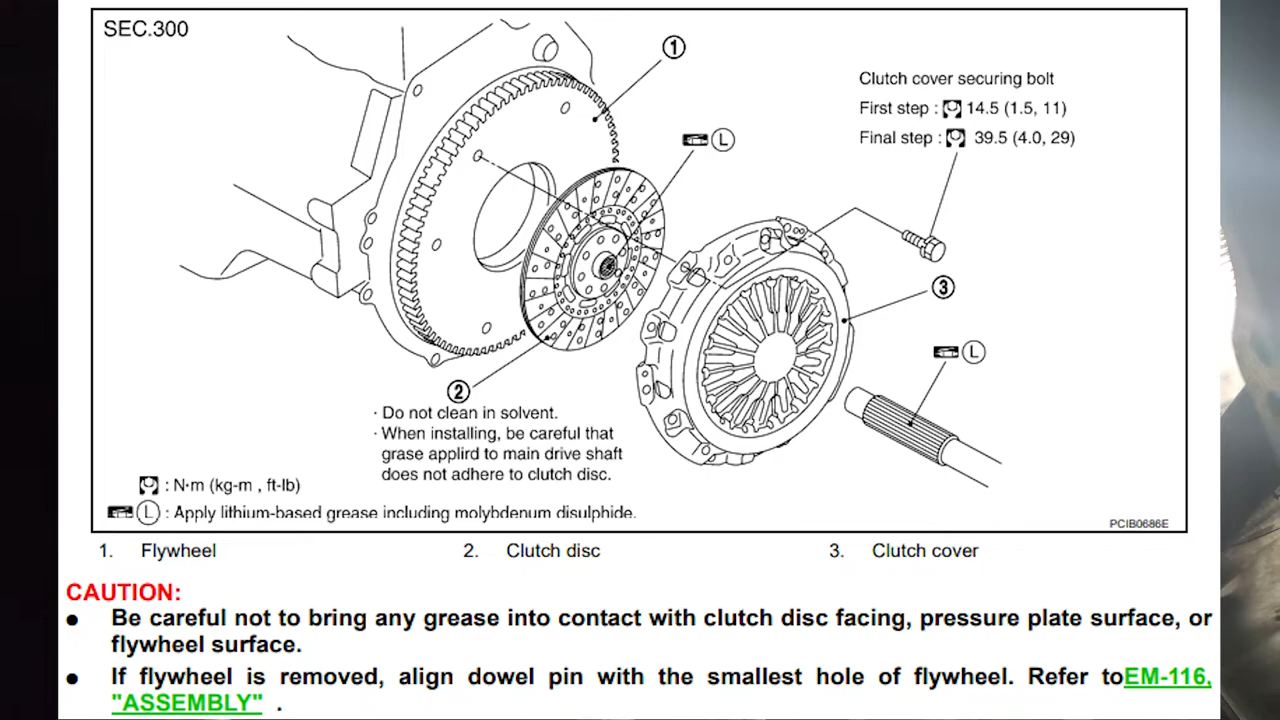 SEC.300
1
Clutch cover securing bolt
First step : 14.5 (1.5, 11)
Final step : 39.5 (4.0, 29)
L
3
L
2
· Do not clean in solvent.
· When installing, be careful that
grase applird to main drive shaft
does not adhere to clutch disc.
: N·m (kg-m , ft-lb)
L : Apply lithium-based grease including molybdenum disulphide.
PCIB0686E
1. Flywheel 2. Clutch disc 3. Clutch cover
CAUTION:
● Be careful not to bring any grease into contact with clutch disc facing, pressure plate surface, or
flywheel surface.
● If flywheel is removed, align dowel pin with the smallest hole of flywheel. Refer toEM-116,
"ASSEMBLY" .